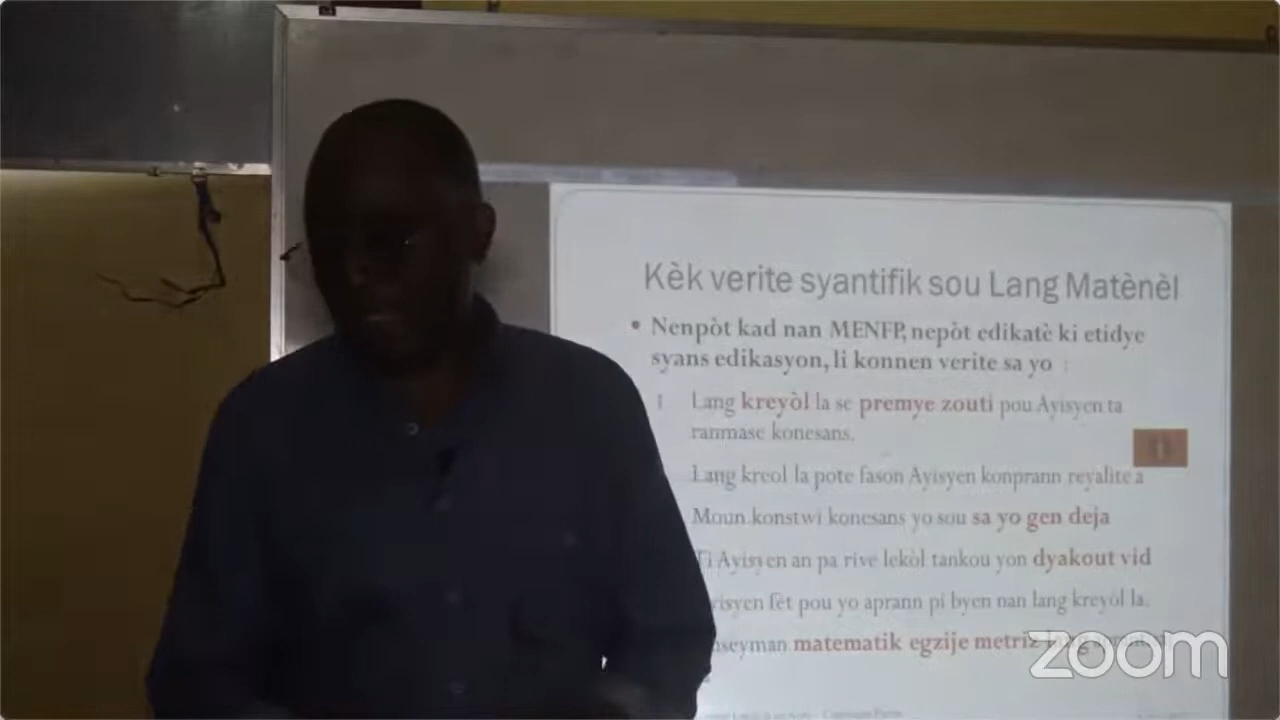 Kèk verite syantifik sou Lang Matènèl
• Nenpòt kad nan MENFP, nepòt edikatè ki etidye
syans edikasyon, li konnen verite sa yo :
1 Lang kreyòl la se premye zouti pou Ayisyen ta
ranmase konesans.
Lang kreol la pote fason Ayisyen konprann reyalite a
Moun konstwi konesans yo sou sa yo gen deja
Ti Ayisyen an pa rive lekòl tankou yon dyakout vid
fèt pou yo aprann pi byen nan lang kreyòl la.
matematik egzije metriz
zoom